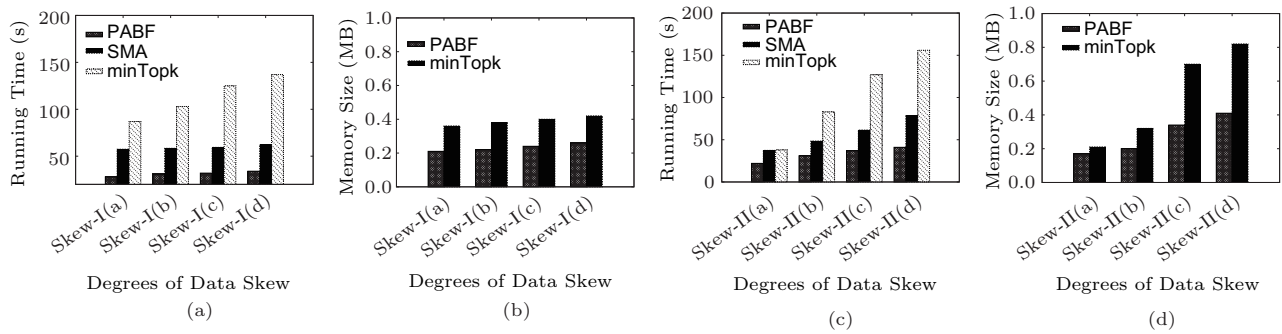 200
150
100
50
Running Time (s)
PABF
SMA
minTopk
Skew-I(a)
Skew-I(b)
Skew-I(c)
Skew-I(d)
Degrees of Data Skew
(a)
1.0
0.8
0.6
0.4
0.2
0.0
Memory Size (MB)
PABF
minTopk
Skew-I(a)
Skew-I(b)
Skew-I(c)
Skew-I(d)
Degrees of Data Skew
(b)
200
150
100
50
0
Running Time (s)
PABF
SMA
minTopk
Skew-II(a)
Skew-II(b)
Skew-II(c)
Skew-II(d)
Degrees of Data Skew
(c)
1.0
0.8
0.6
0.4
0.2
0.0
Memory Size (MB)
PABF
minTopk
Skew-II(a)
Skew-II(b)
Skew-II(c)
Skew-II(d)
Degrees of Data Skew
(d)